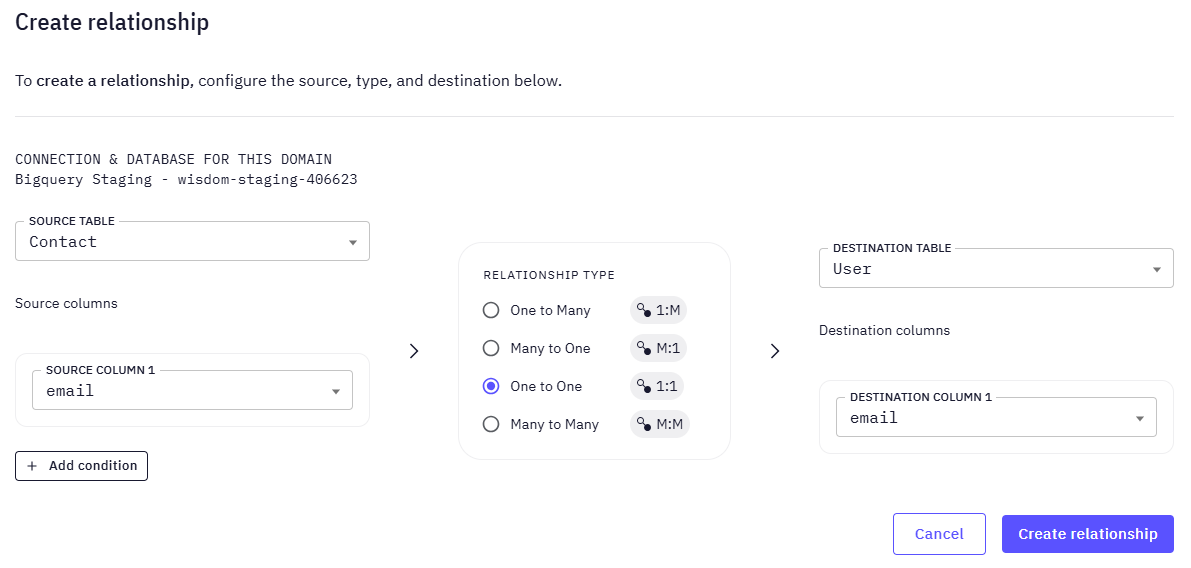 Create relationship
To create a relationship, configure the source, type, and destination below.
CONNECTION & DATABASE FOR THIS DOMAIN
Bigquery Staging - wisdom-staging-406623
SOURCE TABLE
Contact
Source columns
SOURCE COLUMN 1
email
+ Add condition
RELATIONSHIP TYPE
One to Many 1:M
Many to One M:1
One to One 1:1
Many to Many M:M
DESTINATION TABLE
User
Destination columns
DESTINATION COLUMN 1
email
Cancel
Create relationship